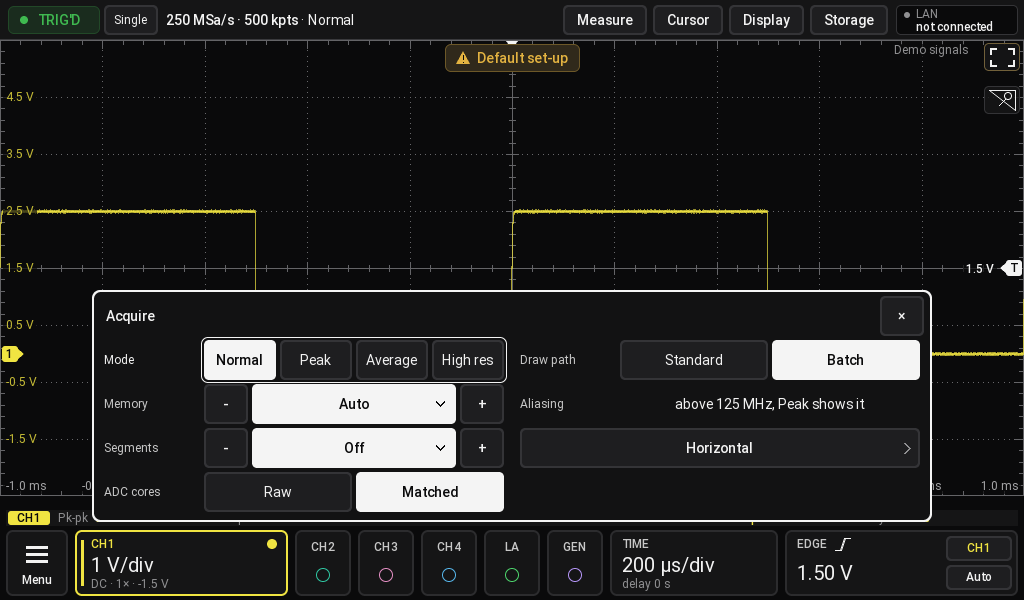 TRIG'D Single 250 MSa/s · 500 kpts · Normal Measure Cursor Display Storage LAN
not connected
Default set-up Demo signals
4.5 V
3.5 V
2.5 V
1.5 V 1.5 V T
0.5 V
1
-0.5 V
-1.5 V
-1.0 ms 1.0 ms
Acquire ×
Mode Normal Peak Average High res Draw path Standard Batch
Memory - Auto + Aliasing above 125 MHz, Peak shows it
Segments - Off + Horizontal
ADC cores Raw Matched
CH1 Pk-pk
Menu
CH1
1 V/div
DC · 1× · -1.5 V
CH2 CH3 CH4 LA GEN
TIME
200 µs/div
delay 0 s
EDGE CH1
1.50 V Auto